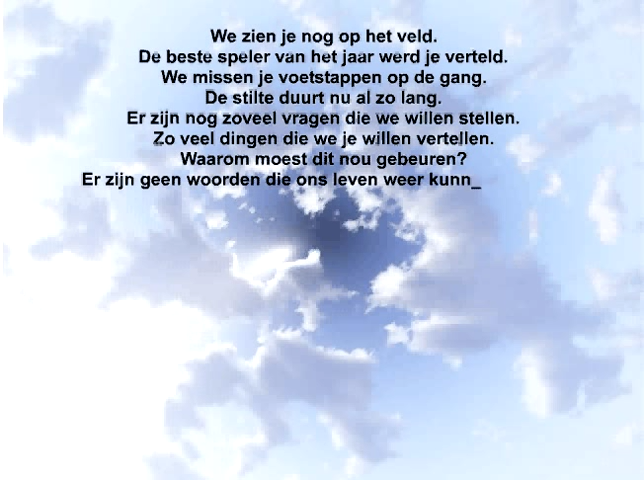 We zien je nog op het veld.
De beste speler van het jaar werd je verteld.
We missen je voetstappen op de gang.
De stilte duurt nu al zo lang.
Er zijn nog zoveel vragen die we willen stellen.
Zo veel dingen die we je willen vertellen.
Waarom moest dit nou gebeuren?
Er zijn geen woorden die ons leven weer kunn_